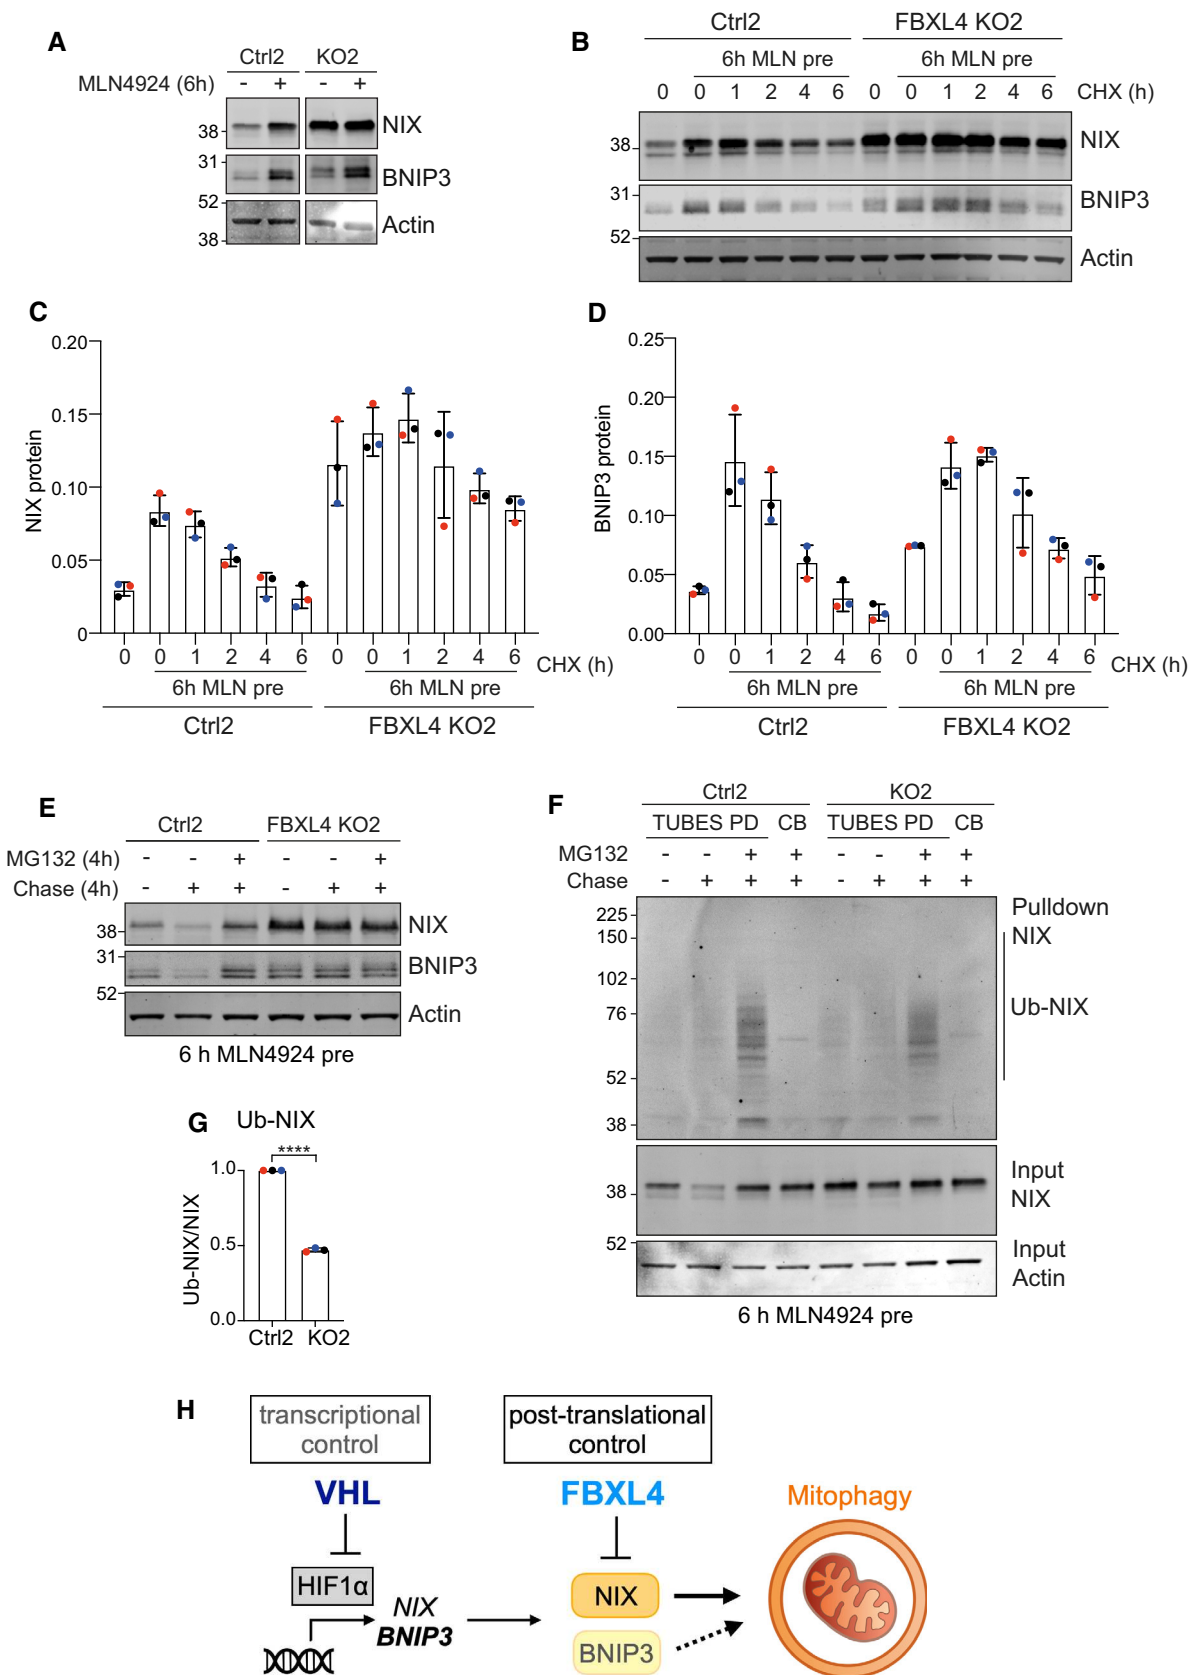 A
Ctrl2 KO2
MLN4924 (6h) - + - +
38 NIX
31 BNIP3
52
38 Actin
B
Ctrl2 FBXL4 KO2
6h MLN pre 6h MLN pre
0 0 1 2 4 6 0 0 1 2 4 6 CHX (h)
38 NIX
31 BNIP3
52
Actin
C
NIX protein
0.20
0.15
0.10
0.05
0
0 0 1 2 4 6 0 0 1 2 4 6 CHX (h)
6h MLN pre 6h MLN pre
Ctrl2 FBXL4 KO2
D
BNIP3 protein
0.25
0.20
0.15
0.10
0.05
0.00
0 0 1 2 4 6 0 0 1 2 4 6 CHX (h)
6h MLN pre 6h MLN pre
Ctrl2 FBXL4 KO2
E
Ctrl2 FBXL4 KO2
MG132 (4h) - - + - - +
Chase (4h) - + + - + +
38 NIX
31 BNIP3
52
Actin
6 h MLN4924 pre
F
Ctrl2 KO2
TUBES PD CB TUBES PD CB
MG132 - - + + - - + +
Chase - + + + - + + +
225 Pulldown
150 NIX
102
76 Ub-NIX
52
38
Input
38 NIX
52 Input
Actin
6 h MLN4924 pre
G Ub-NIX
Ub-NIX/NIX
****
1.0
0.5
0.0
Ctrl2 KO2
H
transcriptional
control
post-translational
control
VHL FBXL4 Mitophagy
HIF1α
NIX
BNIP3
NIX
BNIP3